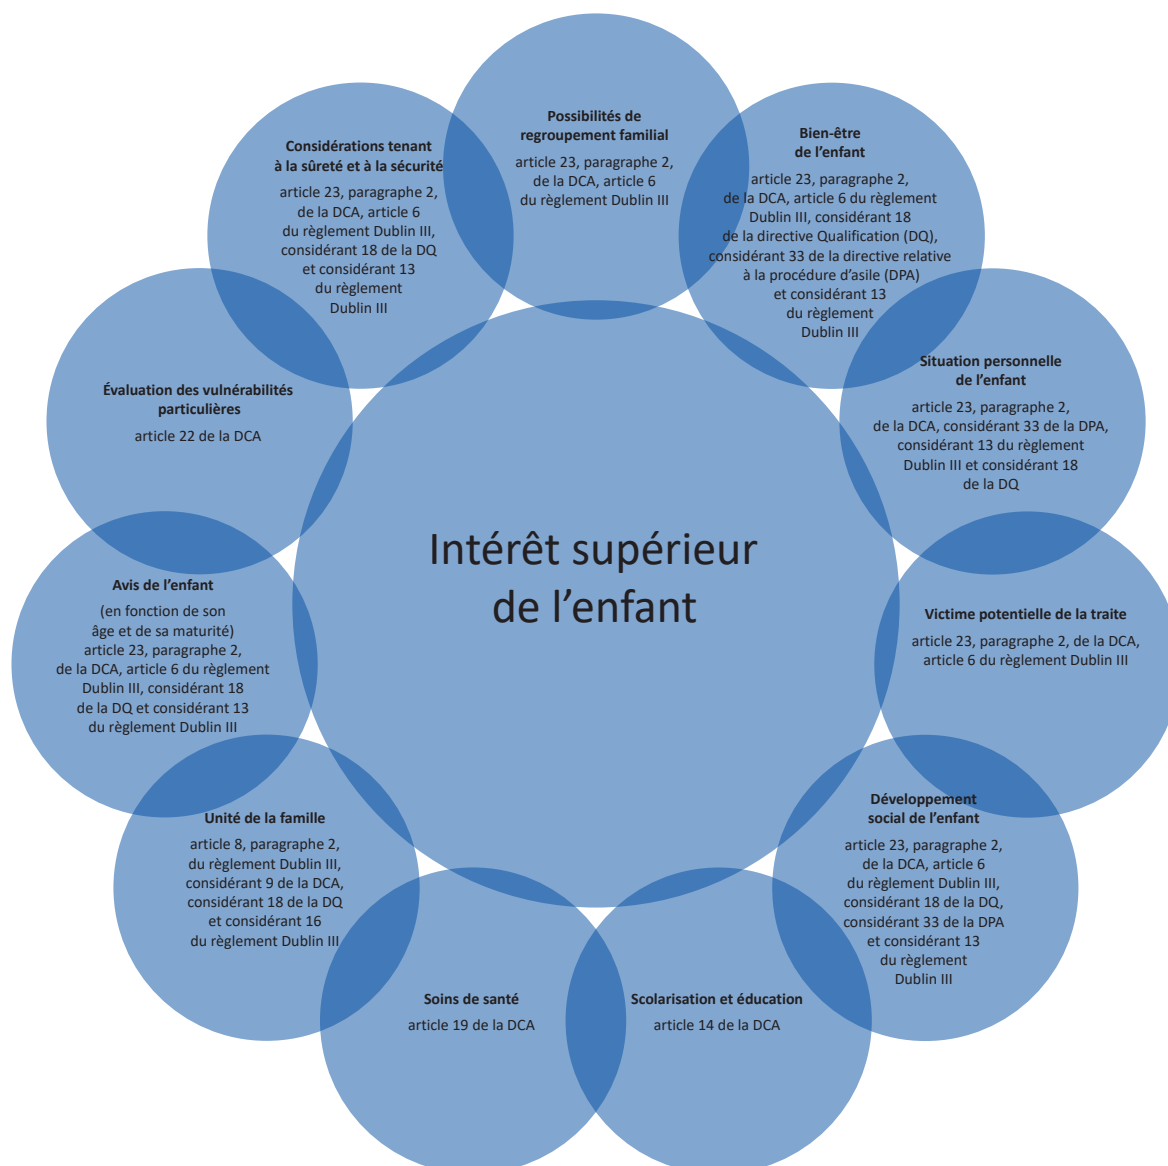 Possibilités de
regroupement familial
article 23, paragraphe 2,
de la DCA, article 6
du règlement Dublin III
Bien-être
de l’enfant
article 23, paragraphe 2,
de la DCA, article 6 du règlement
Dublin III, considérant 18
de la directive Qualification (DQ),
considérant 33 de la directive relative
à la procédure d’asile (DPA)
et considérant 13
du règlement
Dublin III
Situation personnelle
de l’enfant
article 23, paragraphe 2,
de la DCA, considérant 33 de la DPA,
considérant 13 du règlement
Dublin III et considérant 18
de la DQ
Victime potentielle de la traite
article 23, paragraphe 2, de la DCA,
article 6 du règlement Dublin III
Développement
social de l’enfant
article 23, paragraphe 2,
de la DCA, article 6
du règlement Dublin III,
considérant 18 de la DQ,
considérant 33 de la DPA
et considérant 13
du règlement
Dublin III
Scolarisation et éducation
article 14 de la DCA
Soins de santé
article 19 de la DCA
Unité de la famille
article 8, paragraphe 2,
du règlement Dublin III,
considérant 9 de la DCA,
considérant 18 de la DQ
et considérant 16
du règlement Dublin III
Avis de l’enfant
(en fonction de son
âge et de sa maturité)
article 23, paragraphe 2,
de la DCA, article 6 du règlement
Dublin III, considérant 18
de la DQ et considérant 13
du règlement Dublin III
Évaluation des vulnérabilités
particulières
article 22 de la DCA
Considérations tenant
à la sûreté et à la sécurité
article 23, paragraphe 2,
de la DCA, article 6
du règlement Dublin III,
considérant 18 de la DQ
et considérant 13
du règlement
Dublin III
Intérêt supérieur
de l’enfant